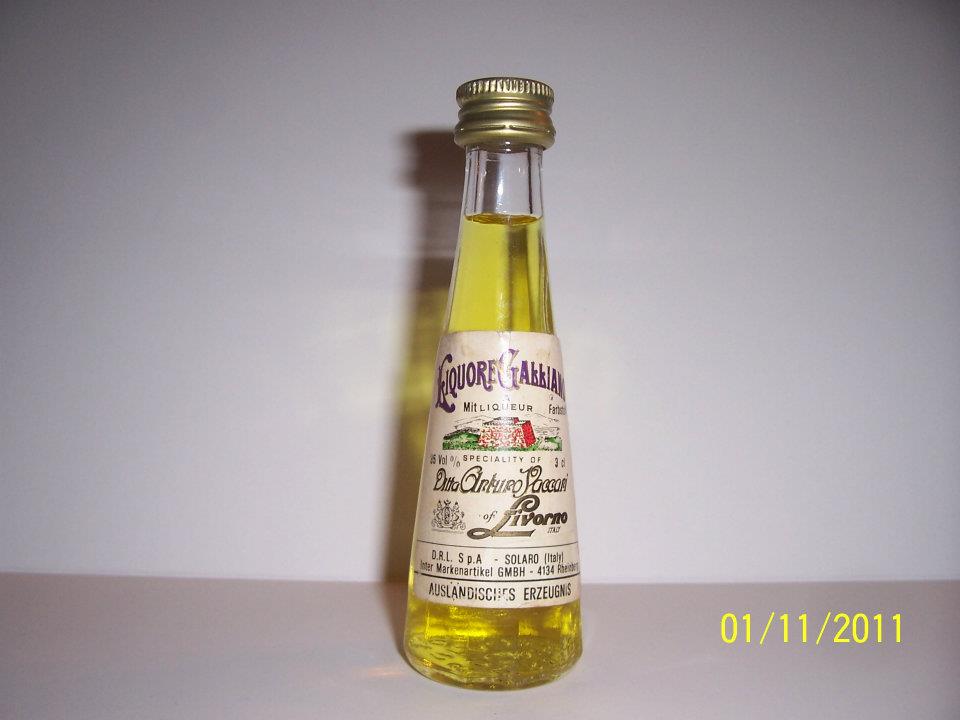 LIQUORE GALLIANO
Mit LIQUEUR
35 Vol % SPECIALITY OF 3 cl
Ditta Arturo Vaccari
of Livorno
ITALY
D.R.L. S.p.A - SOLARO (Italy)
Inter Markenartikel GMBH - 4134 Rheinberg
AUSLÄNDISCHES ERZEUGNIS
01/11/2011